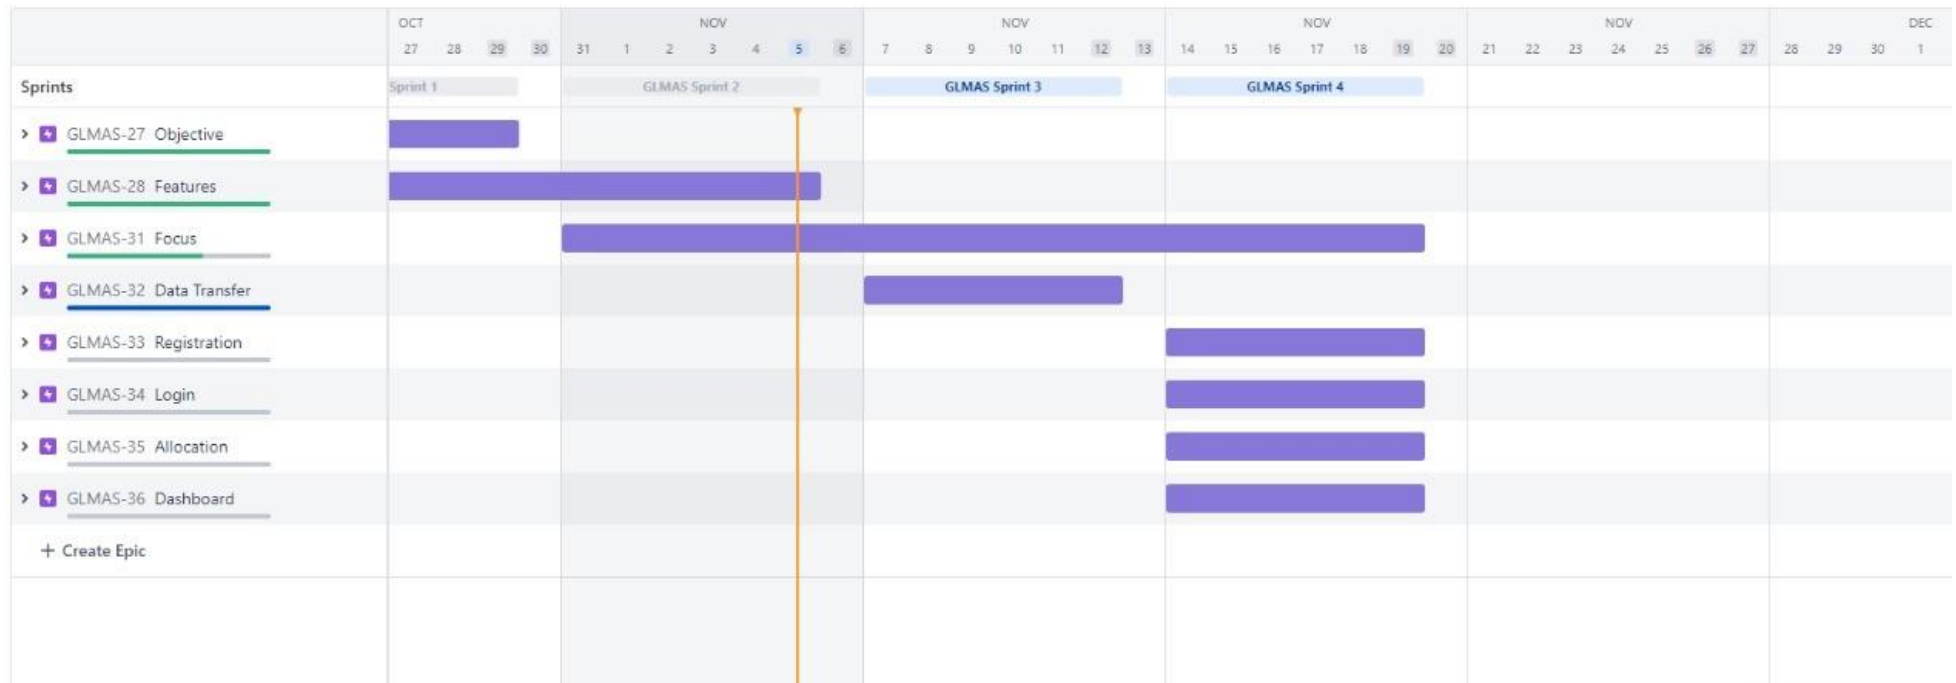 OCT NOV NOV NOV NOV DEC
27 28 29 30 31 1 2 3 4 5 6 7 8 9 10 11 12 13 14 15 16 17 18 19 20 21 22 23 24 25 26 27 28 29 30 1
Sprints Sprint 1 GLMAS Sprint 2 GLMAS Sprint 3 GLMAS Sprint 4
GLMAS-27 Objective
GLMAS-28 Features
GLMAS-31 Focus
GLMAS-32 Data Transfer
GLMAS-33 Registration
GLMAS-34 Login
GLMAS-35 Allocation
GLMAS-36 Dashboard
+ Create Epic